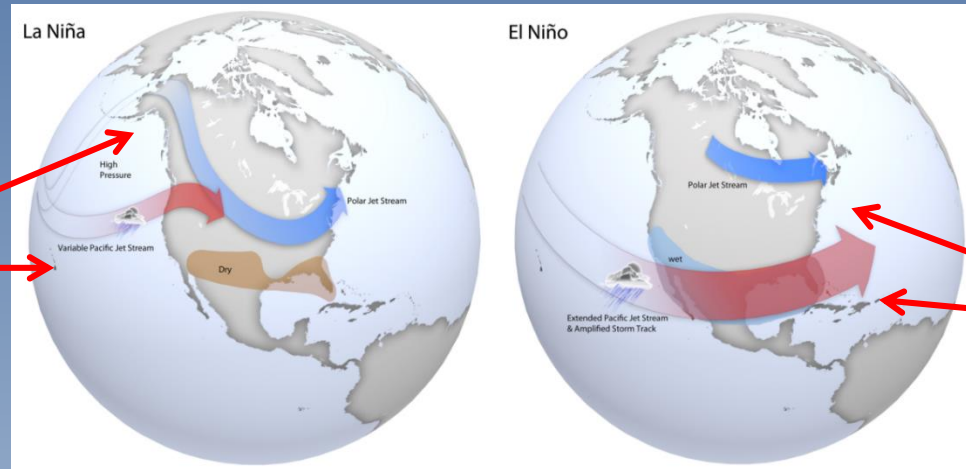 La Niña
High
Pressure
Variable Pacific Jet Stream
Polar Jet Stream
Dry
El Niño
Polar Jet Stream
wet
Extended Pacific Jet Stream
& Amplified Storm Track